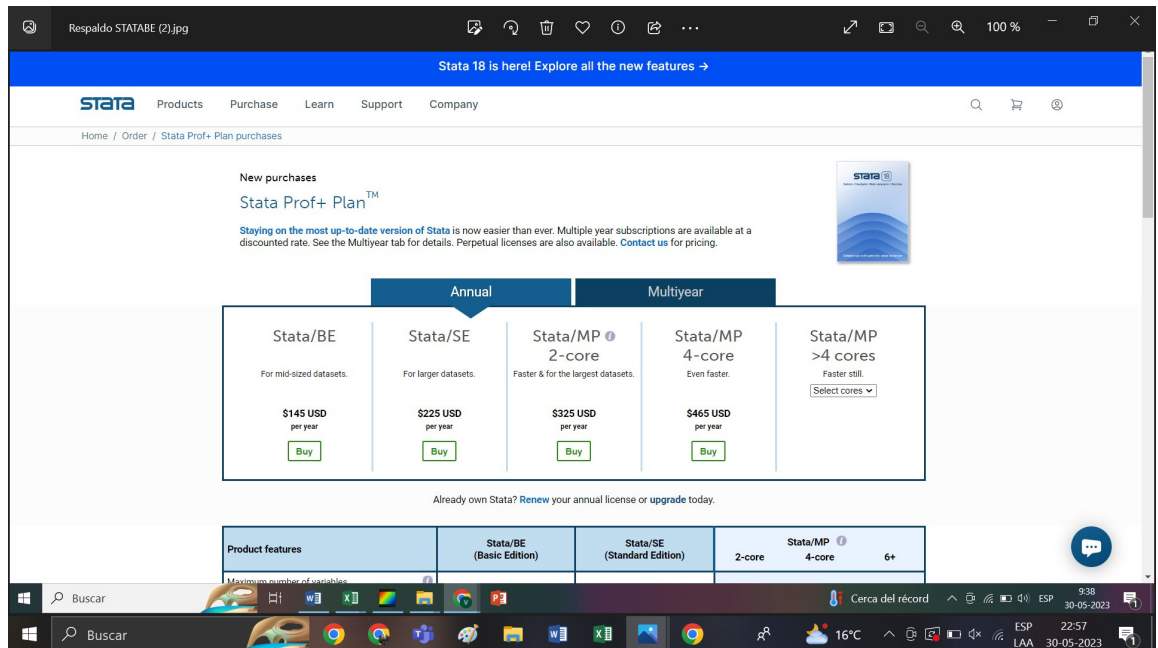 Respaldo STATABE (2).jpg
100 %
Stata 18 is here! Explore all the new features →
stata Products Purchase Learn Support Company
Home / Order / Stata Prof+ Plan purchases
New purchases
Stata Prof+ Plan™
Staying on the most up-to-date version of Stata is now easier than ever. Multiple year subscriptions are available at a
discounted rate. See the Multiyear tab for details. Perpetual licenses are also available. Contact us for pricing.
stata 18
Annual Multiyear
Stata/BE
For mid-sized datasets.
$145 USD
per year
Buy
Stata/SE
For larger datasets.
$225 USD
per year
Buy
Stata/MP
2-core
Faster & for the largest datasets.
$325 USD
per year
Buy
Stata/MP
4-core
Even faster.
$465 USD
per year
Buy
Stata/MP
>4 cores
Faster still.
Select cores
Already own Stata? Renew your annual license or upgrade today.
Product features
Stata/BE
(Basic Edition)
Stata/SE
(Standard Edition)
Stata/MP
2-core 4-core 6+
Maximum number of variables
Buscar
Cerca del récord
ESP
9:38
30-05-2023
Buscar
16°C
ESP
LAA
22:57
30-05-2023